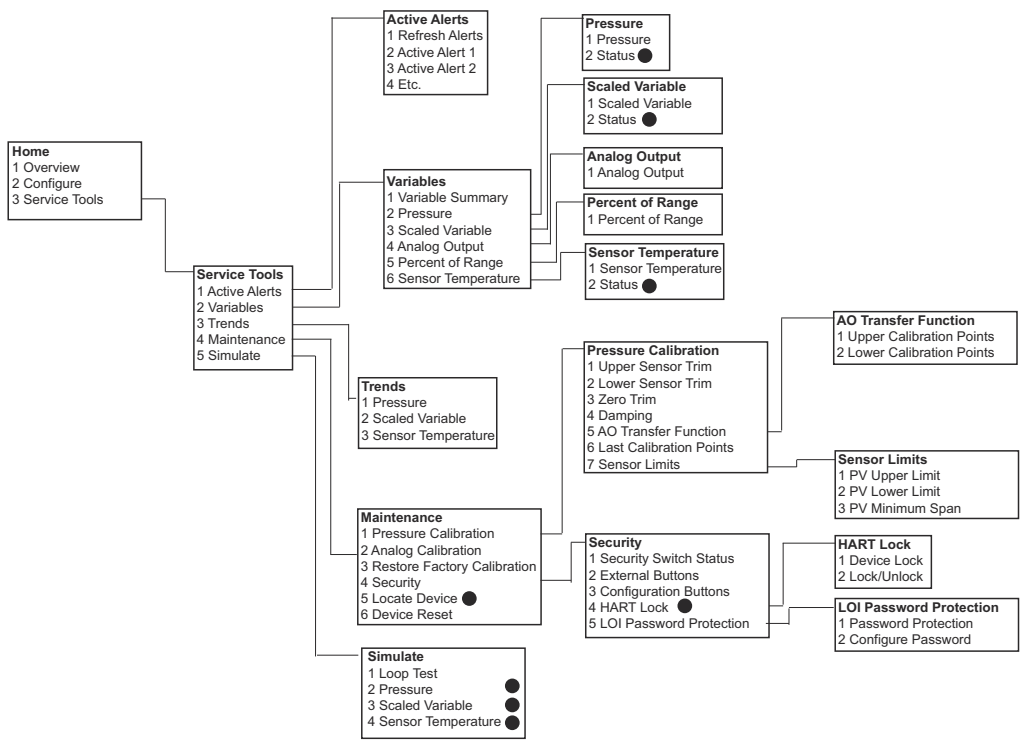 Home
1 Overview
2 Configure
3 Service Tools
Service Tools
1 Active Alerts
2 Variables
3 Trends
4 Maintenance
5 Simulate
Active Alerts
1 Refresh Alerts
2 Active Alert 1
3 Active Alert 2
4 Etc.
Variables
1 Variable Summary
2 Pressure
3 Scaled Variable
4 Analog Output
5 Percent of Range
6 Sensor Temperature
Trends
1 Pressure
2 Scaled Variable
3 Sensor Temperature
Maintenance
1 Pressure Calibration
2 Analog Calibration
3 Restore Factory Calibration
4 Security
5 Locate Device
6 Device Reset
Simulate
1 Loop Test
2 Pressure
3 Scaled Variable
4 Sensor Temperature
Pressure
1 Pressure
2 Status
Scaled Variable
1 Scaled Variable
2 Status
Analog Output
1 Analog Output
Percent of Range
1 Percent of Range
Sensor Temperature
1 Sensor Temperature
2 Status
Pressure Calibration
1 Upper Sensor Trim
2 Lower Sensor Trim
3 Zero Trim
4 Damping
5 AO Transfer Function
6 Last Calibration Points
7 Sensor Limits
Security
1 Security Switch Status
2 External Buttons
3 Configuration Buttons
4 HART Lock
5 LOI Password Protection
AO Transfer Function
1 Upper Calibration Points
2 Lower Calibration Points
Sensor Limits
1 PV Upper Limit
2 PV Lower Limit
3 PV Minimum Span
HART Lock
1 Device Lock
2 Lock/Unlock
LOI Password Protection
1 Password Protection
2 Configure Password